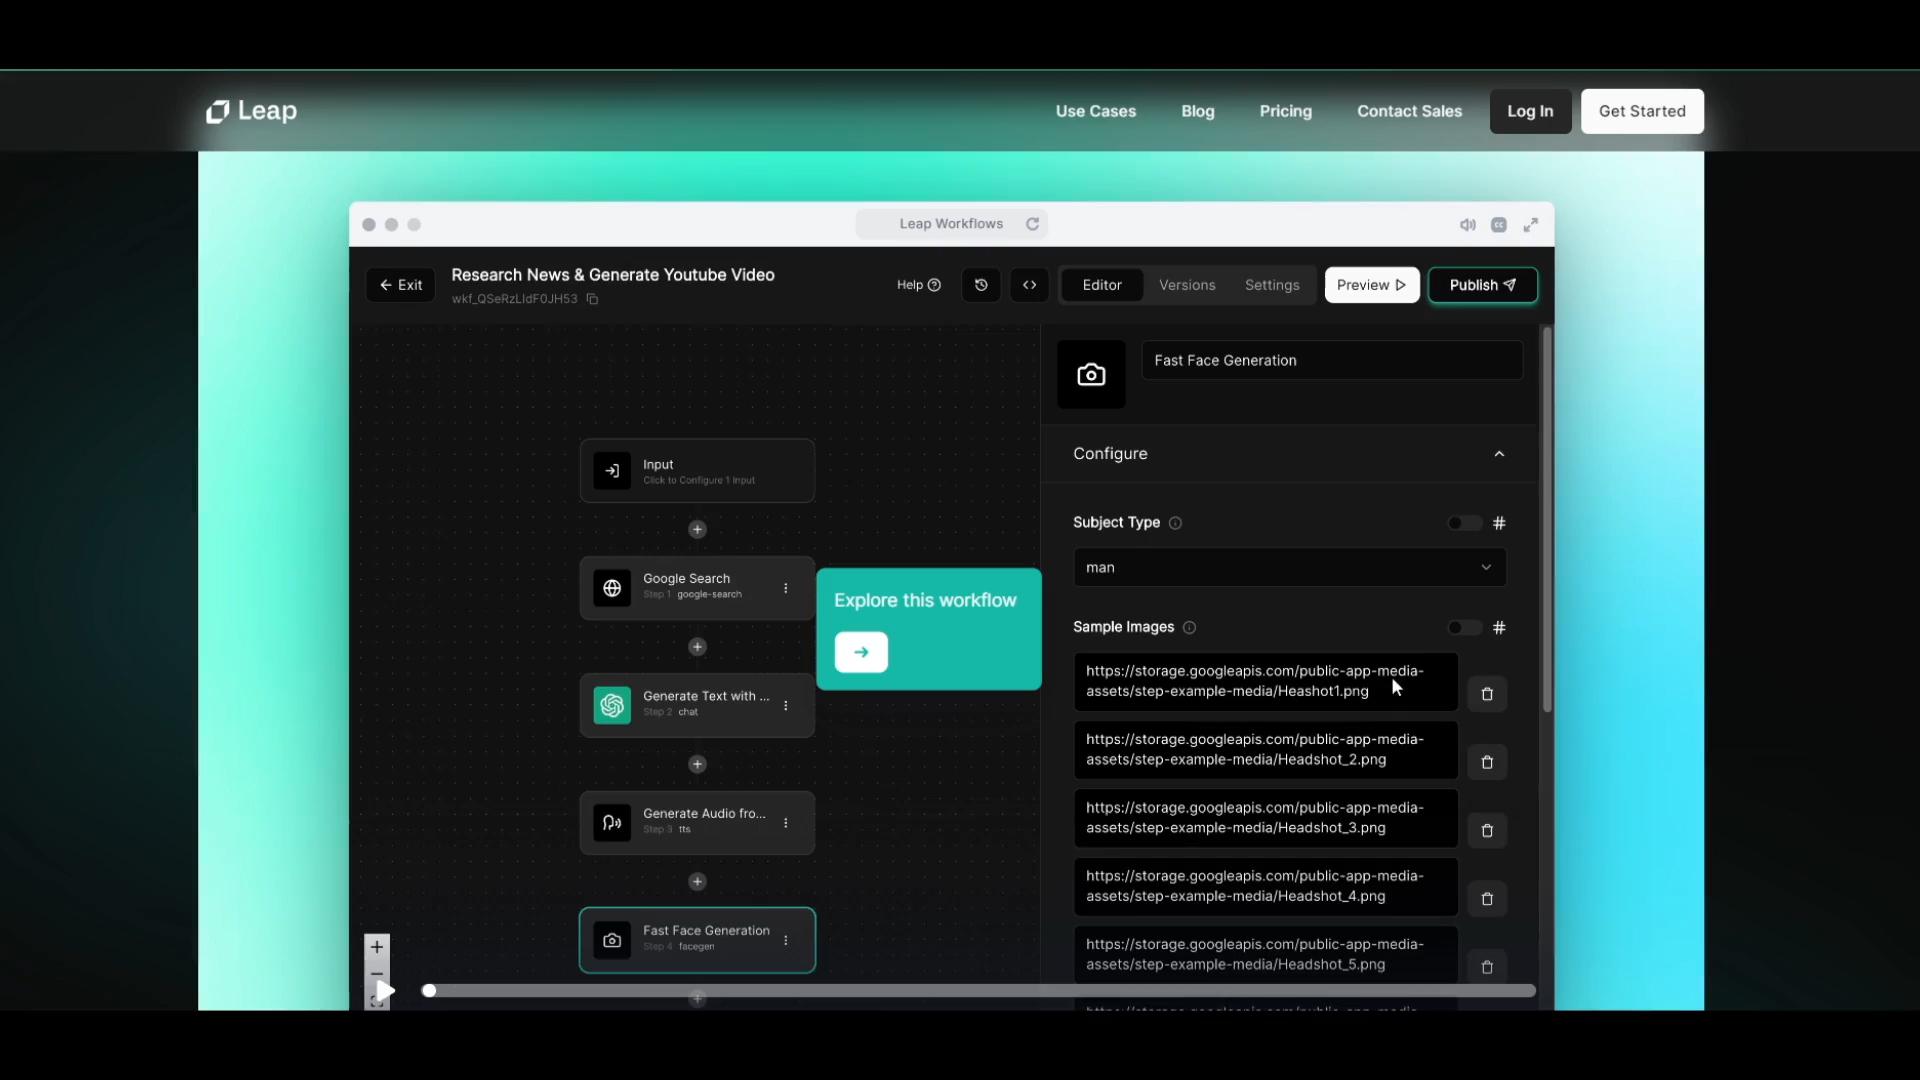 Leap
Use Cases
Blog
Pricing
Contact Sales
Log In
Get Started
Leap Workflows
Exit
Research News & Generate Youtube Video
Help
Editor
Versions
Settings
Preview
Publish
Fast Face Generation
Configure
Input
Click to Configure 1 Input
Subject Type
#
man
Google Search
Step 1 google-search
Explore this workflow
Sample Images
#
https://storage.googleapis.com/public-app-media-
assets/step-example-media/Heashot1.png
Generate Text with ...
Step 2 chat
https://storage.googleapis.com/public-app-media-
assets/step-example-media/Headshot_2.png
Generate Audio fro...
Step 3 tts
https://storage.googleapis.com/public-app-media-
assets/step-example-media/Headshot_3.png
https://storage.googleapis.com/public-app-media-
assets/step-example-media/Headshot_4.png
Fast Face Generation
Step 4 facegen
https://storage.googleapis.com/public-app-media-
assets/step-example-media/Headshot_5.png